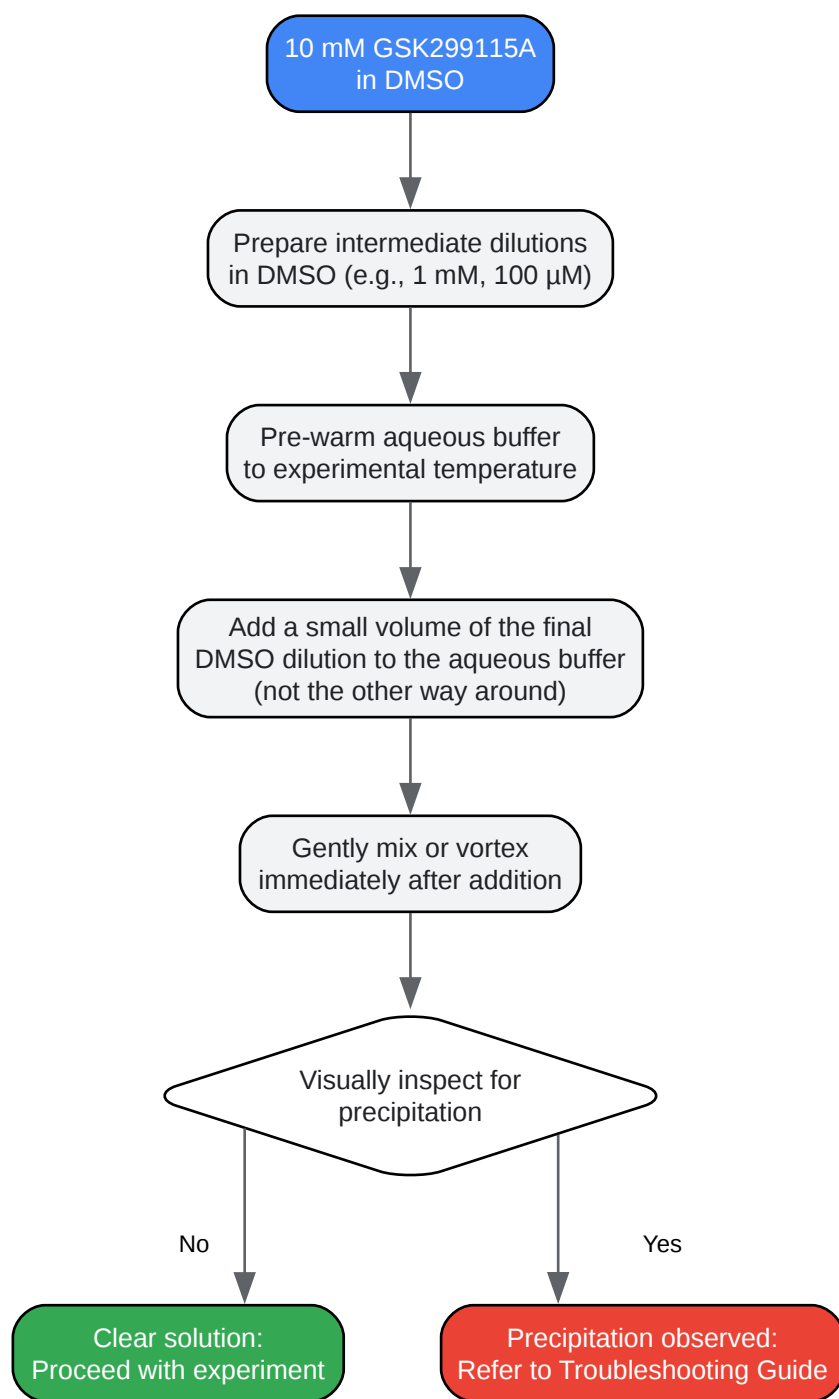 10 mM GSK299115A
in DMSO
Prepare intermediate dilutions
in DMSO (e.g., 1 mM, 100 µM)
Pre-warm aqueous buffer
to experimental temperature
Add a small volume of the final
DMSO dilution to the aqueous buffer
(not the other way around)
Gently mix or vortex
immediately after addition
Visually inspect for
precipitation
No
Yes
Clear solution:
Proceed with experiment
Precipitation observed:
Refer to Troubleshooting Guide